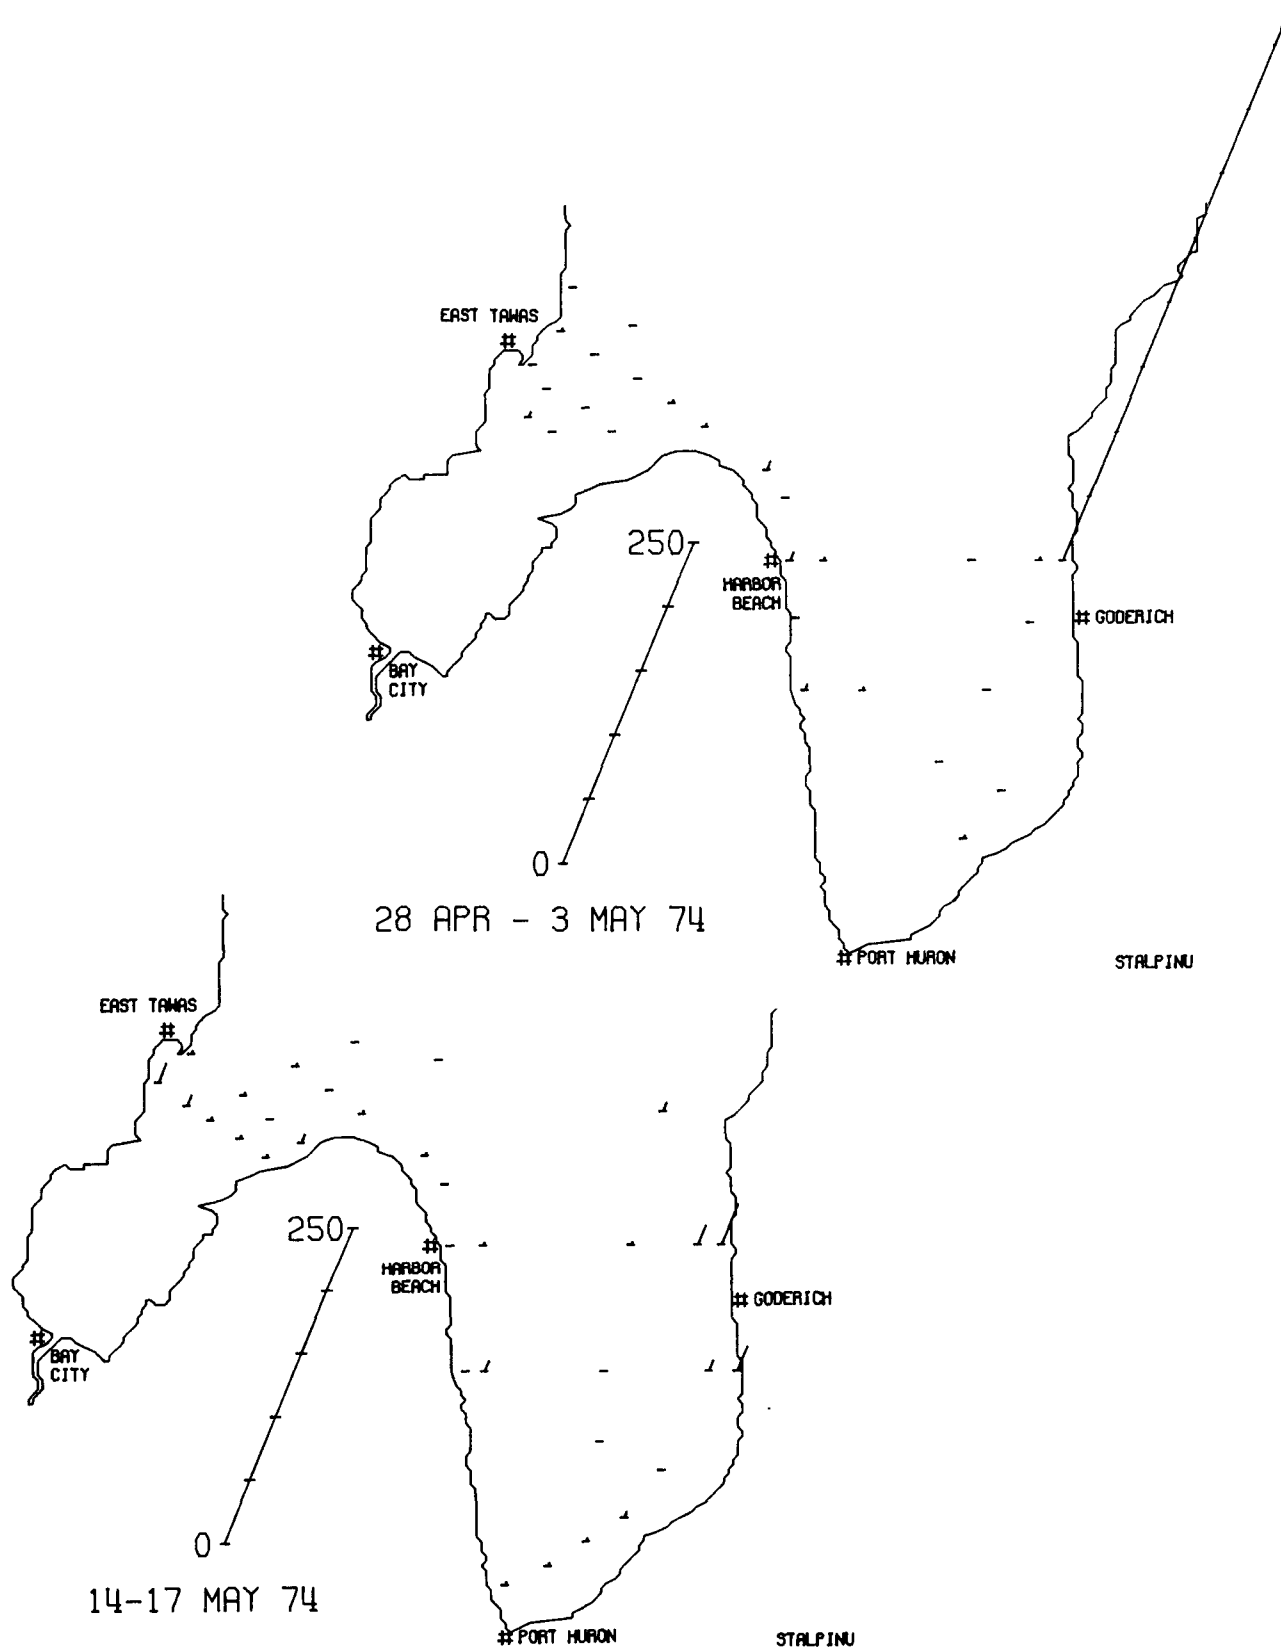 EAST TAWAS
250
HARBOR
BEACH
GODERICH
BAY
CITY
0
28 APR - 3 MAY 74
PORT HURON
STALPINU
EAST TAWAS
250
HARBOR
BEACH
GODERICH
BAY
CITY
0
14-17 MAY 74
PORT HURON
STALPINU